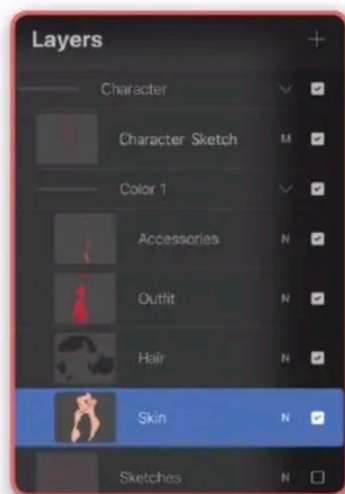 Layers +
Character
Character Sketch M
Color 1
Accessories N
Outfit N
Hair N
Skin N
Sketches N